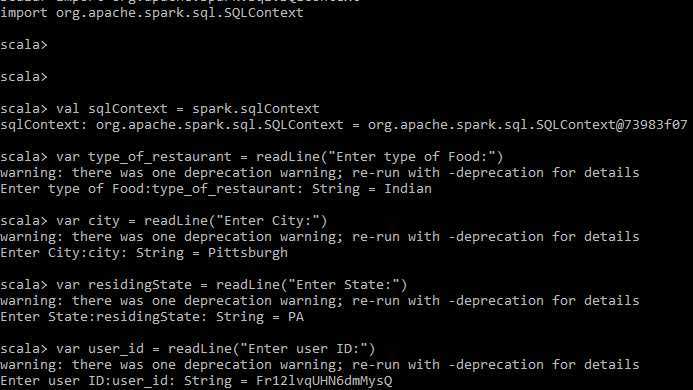 import org.apache.spark.sql.SQLContext
scala>
scala>
scala> val sqlContext = spark.sqlContext
sqlContext: org.apache.spark.sql.SQLContext = org.apache.spark.sql.SQLContext@73983f07
scala> var type_of_restaurant = readLine("Enter type of Food:")
warning: there was one deprecation warning; re-run with -deprecation for details
Enter type of Food:type_of_restaurant: String = Indian
scala> var city = readLine("Enter City:")
warning: there was one deprecation warning; re-run with -deprecation for details
Enter City:city: String = Pittsburgh
scala> var residingState = readLine("Enter State:")
warning: there was one deprecation warning; re-run with -deprecation for details
Enter State:residingState: String = PA
scala> var user_id = readLine("Enter user ID:")
warning: there was one deprecation warning; re-run with -deprecation for details
Enter user ID:user_id: String = Fr12lvqUHN6dmMysQ